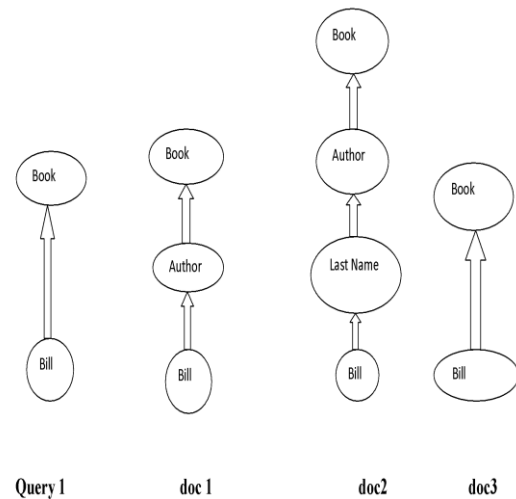 Book
Author
Last Name
Bill
Query 1
Book
Author
Bill
doc 1
Book
Bill
doc2
Book
Bill
doc3